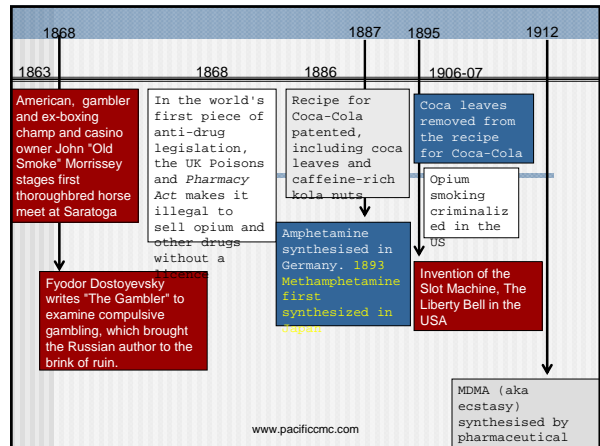 1868
1887
1895
1912
1863
1868
1886
1906-07
American, gambler
and ex-boxing
champ and casino
owner John "Old
Smoke" Morrissey
stages first
thoroughbred horse
meet at Saratoga
In the world's
first piece of
anti-drug
legislation,
the UK Poisons
and Pharmacy
Act makes it
illegal to
sell opium and
other drugs
without a
licence
Recipe for
Coca-Cola
patented,
including coca
leaves and
caffeine-rich
kola nuts
Coca leaves
removed from
the recipe
for Coca-Cola
Opium
smoking
criminaliz
ed in the
US
Fyodor Dostoyevsky
writes "The Gambler" to
examine compulsive
gambling, which brought
the Russian author to the
brink of ruin.
Amphetamine
synthesised in
Germany. 1893
Methamphetamine
first
synthesized in
Japan
Invention of the
Slot Machine, The
Liberty Bell in the
USA
MDMA (aka
ecstasy)
synthesised by
pharmaceutical
www.pacificcmc.com